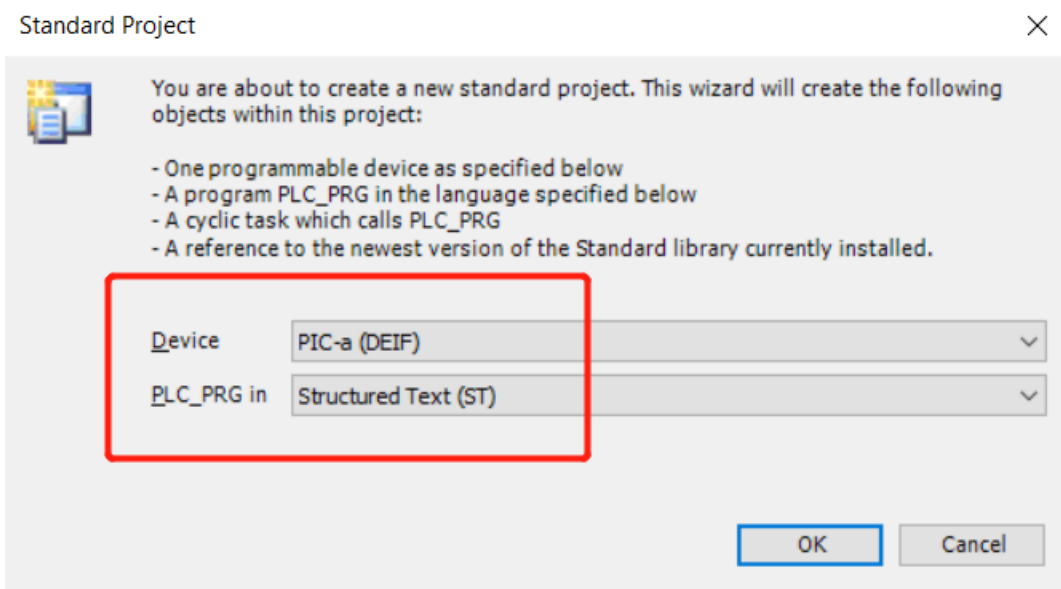 Standard Project
You are about to create a new standard project. This wizard will create the following
objects within this project:
- One programmable device as specified below
- A program PLC_PRG in the language specified below
- A cyclic task which calls PLC_PRG
- A reference to the newest version of the Standard library currently installed.
Device PIC-a (DEIF)
PLC_PRG in Structured Text (ST)
OK Cancel